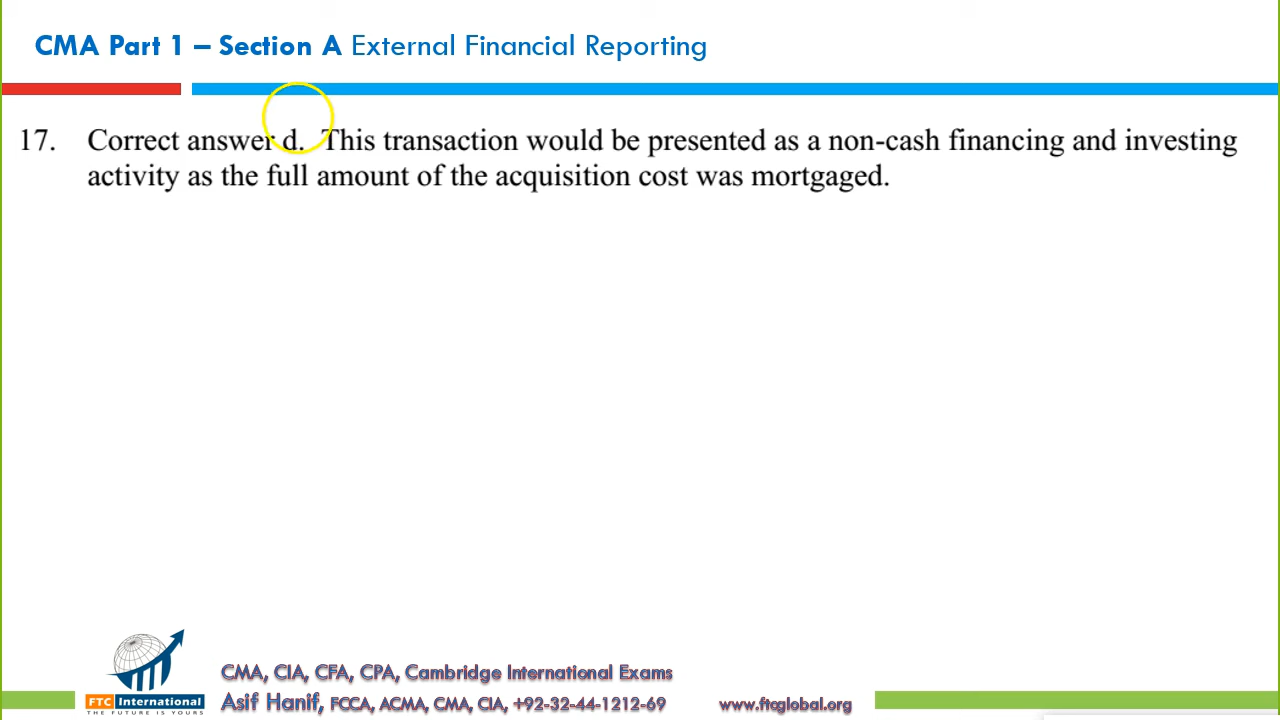 CMA Part 1 – Section A External Financial Reporting
17. Correct answer d. This transaction would be presented as a non-cash financing and investing
activity as the full amount of the acquisition cost was mortgaged.
FTC International
THE FUTURE IS YOURS
CMA, CIA, CFA, CPA, Cambridge International Exams
Asif Hanif, FCCA, ACMA, CMA, CIA, +92-32-44-1212-69 www.ftcglobal.org